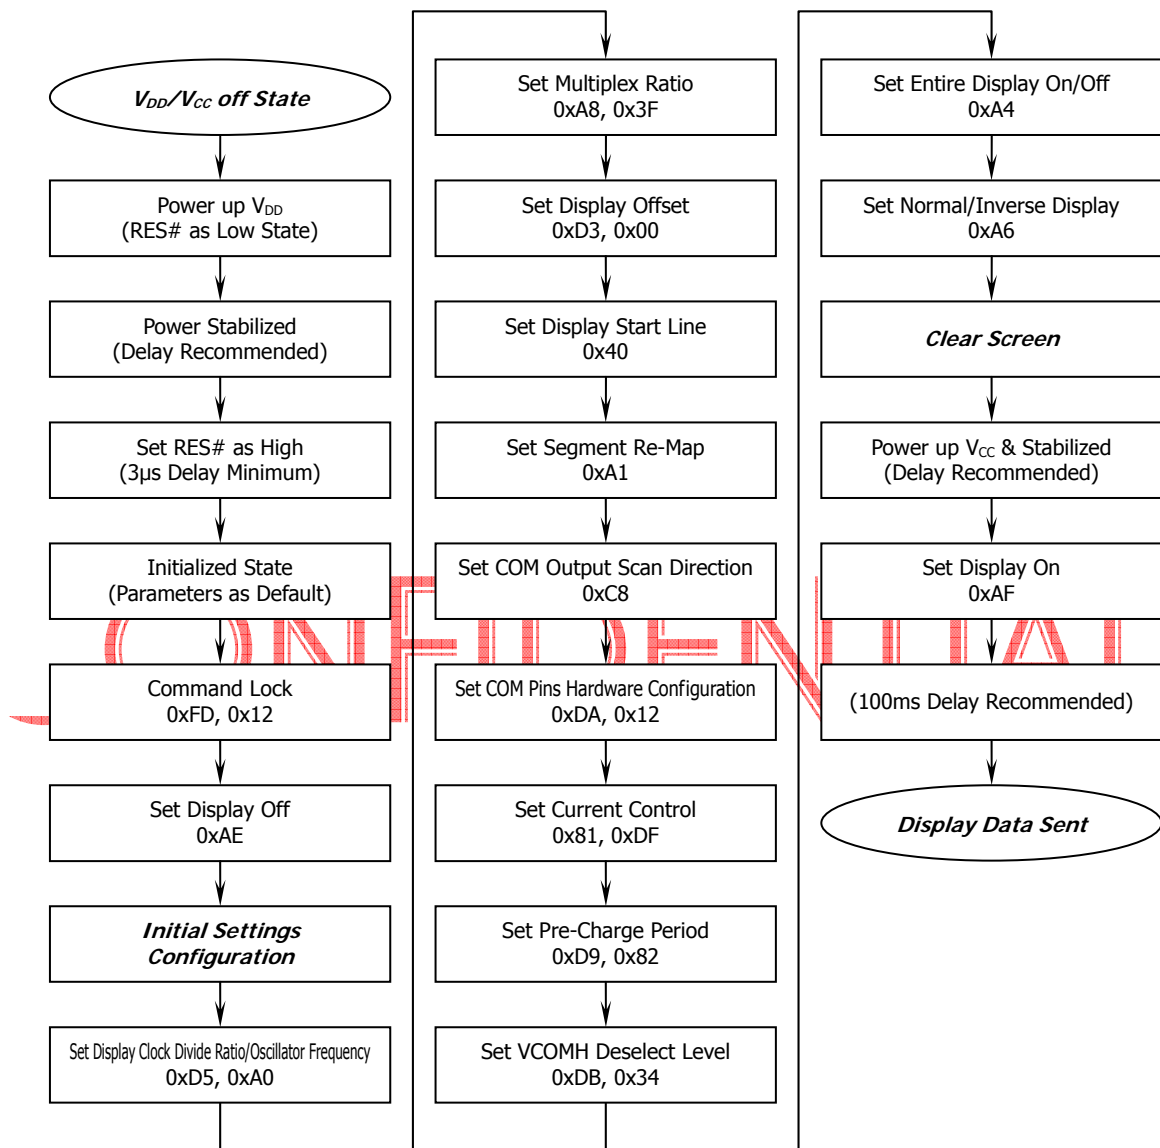 V_DD/V_CC off State
Power up V_DD
(RES# as Low State)
Power Stabilized
(Delay Recommended)
Set RES# as High
(3µs Delay Minimum)
Initialized State
(Parameters as Default)
Command Lock
0xFD, 0x12
Set Display Off
0xAE
Initial Settings
Configuration
Set Display Clock Divide Ratio/Oscillator Frequency
0xD5, 0xA0
Set Multiplex Ratio
0xA8, 0x3F
Set Display Offset
0xD3, 0x00
Set Display Start Line
0x40
Set Segment Re-Map
0xA1
Set COM Output Scan Direction
0xC8
Set COM Pins Hardware Configuration
0xDA, 0x12
Set Current Control
0x81, 0xDF
Set Pre-Charge Period
0xD9, 0x82
Set VCOMH Deselect Level
0xDB, 0x34
Set Entire Display On/Off
0xA4
Set Normal/Inverse Display
0xA6
Clear Screen
Power up V_CC & Stabilized
(Delay Recommended)
Set Display On
0xAF
(100ms Delay Recommended)
Display Data Sent
CONFIDENTIAL